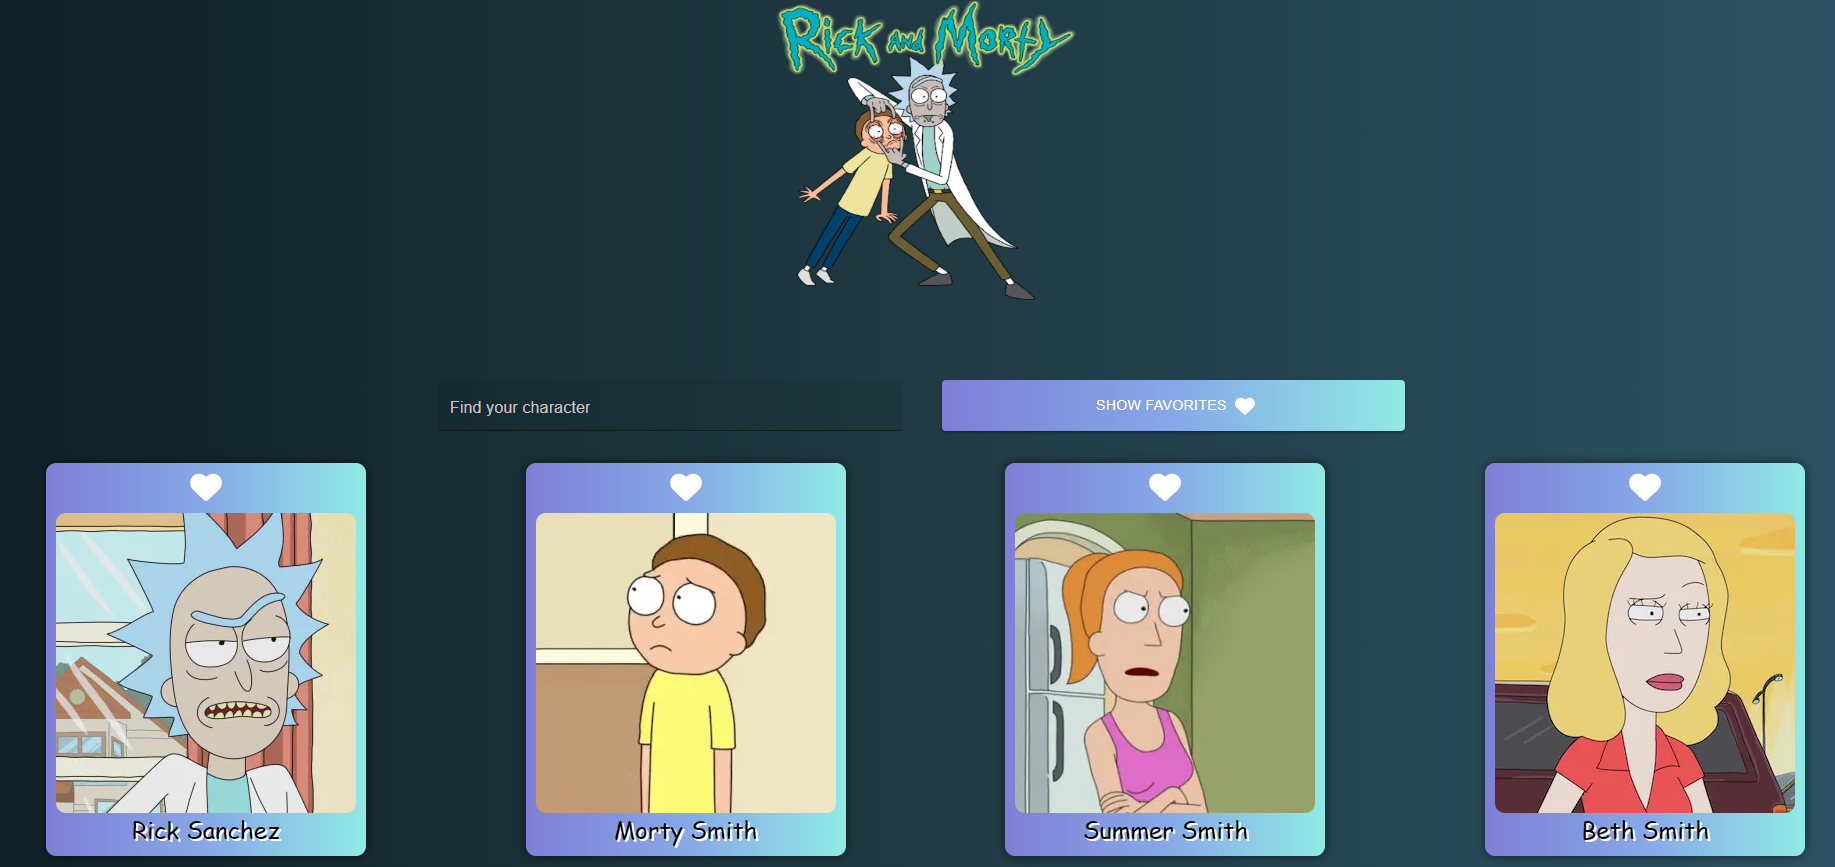 Rick and Morty
Find your character
SHOW FAVORITES
Rick Sanchez
Morty Smith
Summer Smith
Beth Smith